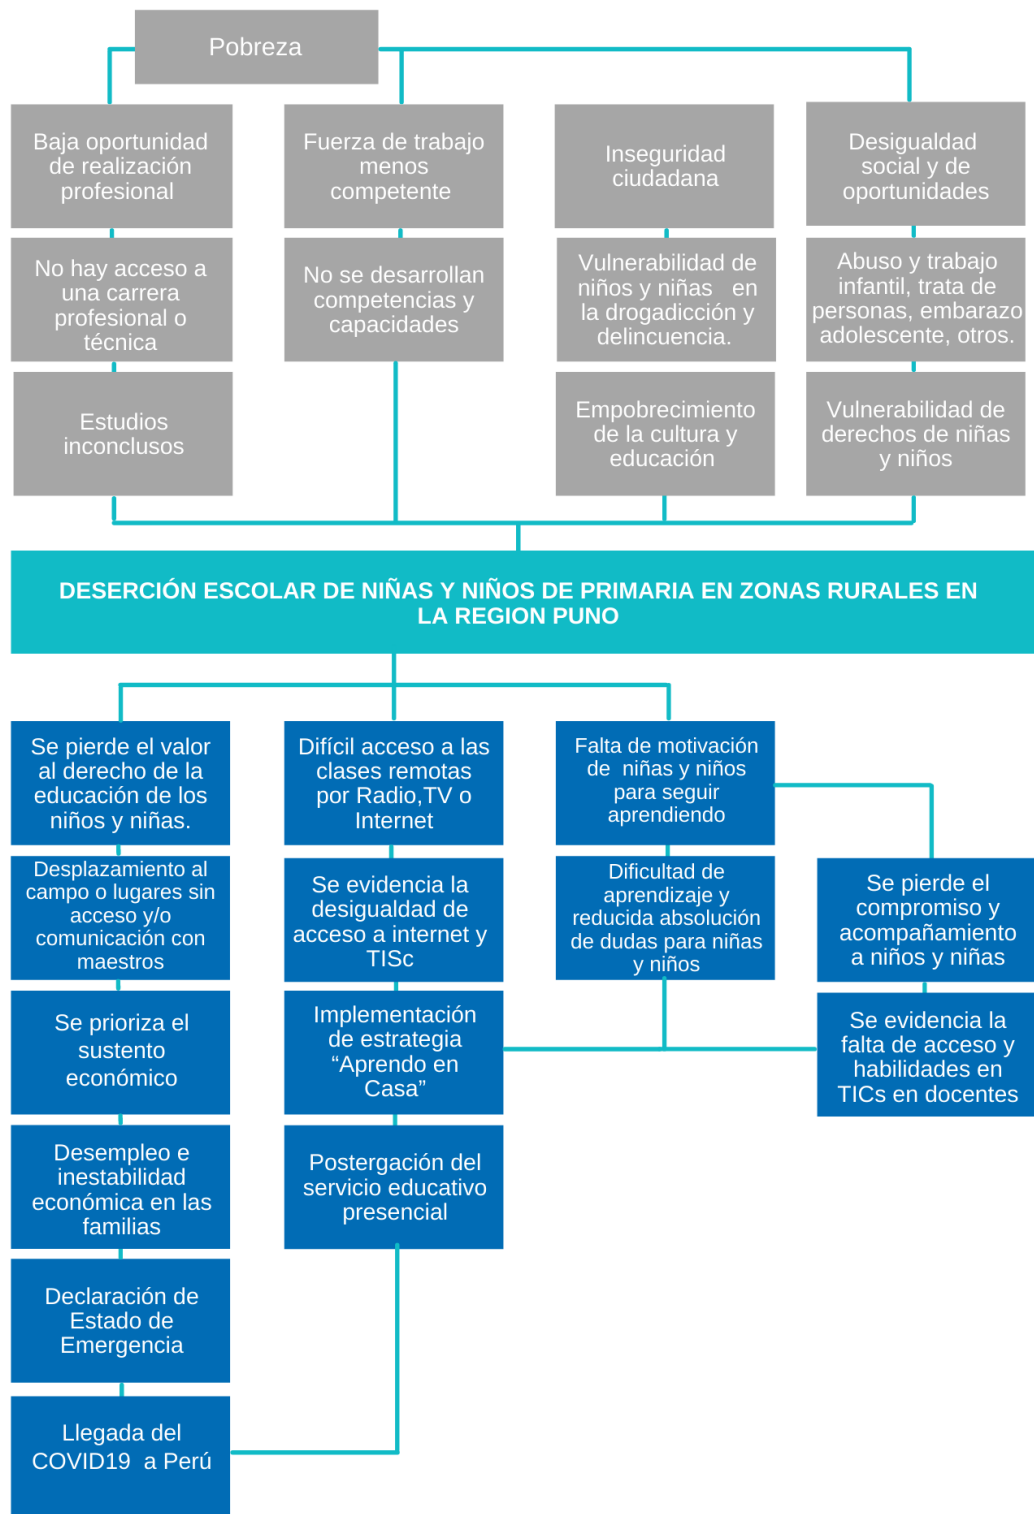 Pobreza
Baja oportunidad
de realización
profesional
Fuerza de trabajo
menos
competente
Inseguridad
ciudadana
Desigualdad
social y de
oportunidades
No hay acceso a
una carrera
profesional o
técnica
No se desarrollan
competencias y
capacidades
Vulnerabilidad de
niños y niñas en
la drogadicción y
delincuencia.
Abuso y trabajo
infantil, trata de
personas, embarazo
adolescente, otros.
Estudios
inconclusos
Empobrecimiento
de la cultura y
educación
Vulnerabilidad de
derechos de niñas
y niños
DESERCIÓN ESCOLAR DE NIÑAS Y NIÑOS DE PRIMARIA EN ZONAS RURALES EN
LA REGION PUNO
Se pierde el valor
al derecho de la
educación de los
niños y niñas.
Difícil acceso a las
clases remotas
por Radio,TV o
Internet
Falta de motivación
de niñas y niños
para seguir
aprendiendo
Desplazamiento al
campo o lugares sin
acceso y/o
comunicación con
maestros
Se evidencia la
desigualdad de
acceso a internet y
TISc
Dificultad de
aprendizaje y
reducida absolución
de dudas para niñas
y niños
Se pierde el
compromiso y
acompañamiento
a niños y niñas
Se prioriza el
sustento
económico
Implementación
de estrategia
“Aprendo en
Casa”
Se evidencia la
falta de acceso y
habilidades en
TICs en docentes
Desempleo e
inestabilidad
económica en las
familias
Postergación del
servicio educativo
presencial
Declaración de
Estado de
Emergencia
Llegada del
COVID19 a Perú